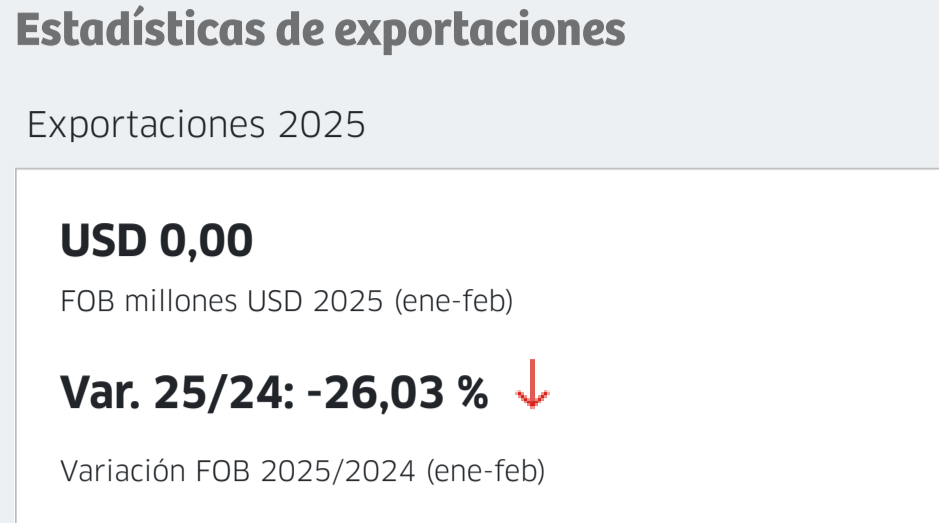 Estadísticas de exportaciones
Exportaciones 2025
USD 0,00
FOB millones USD 2025 (ene-feb)
Var. 25/24: -26,03 %
Variación FOB 2025/2024 (ene-feb)